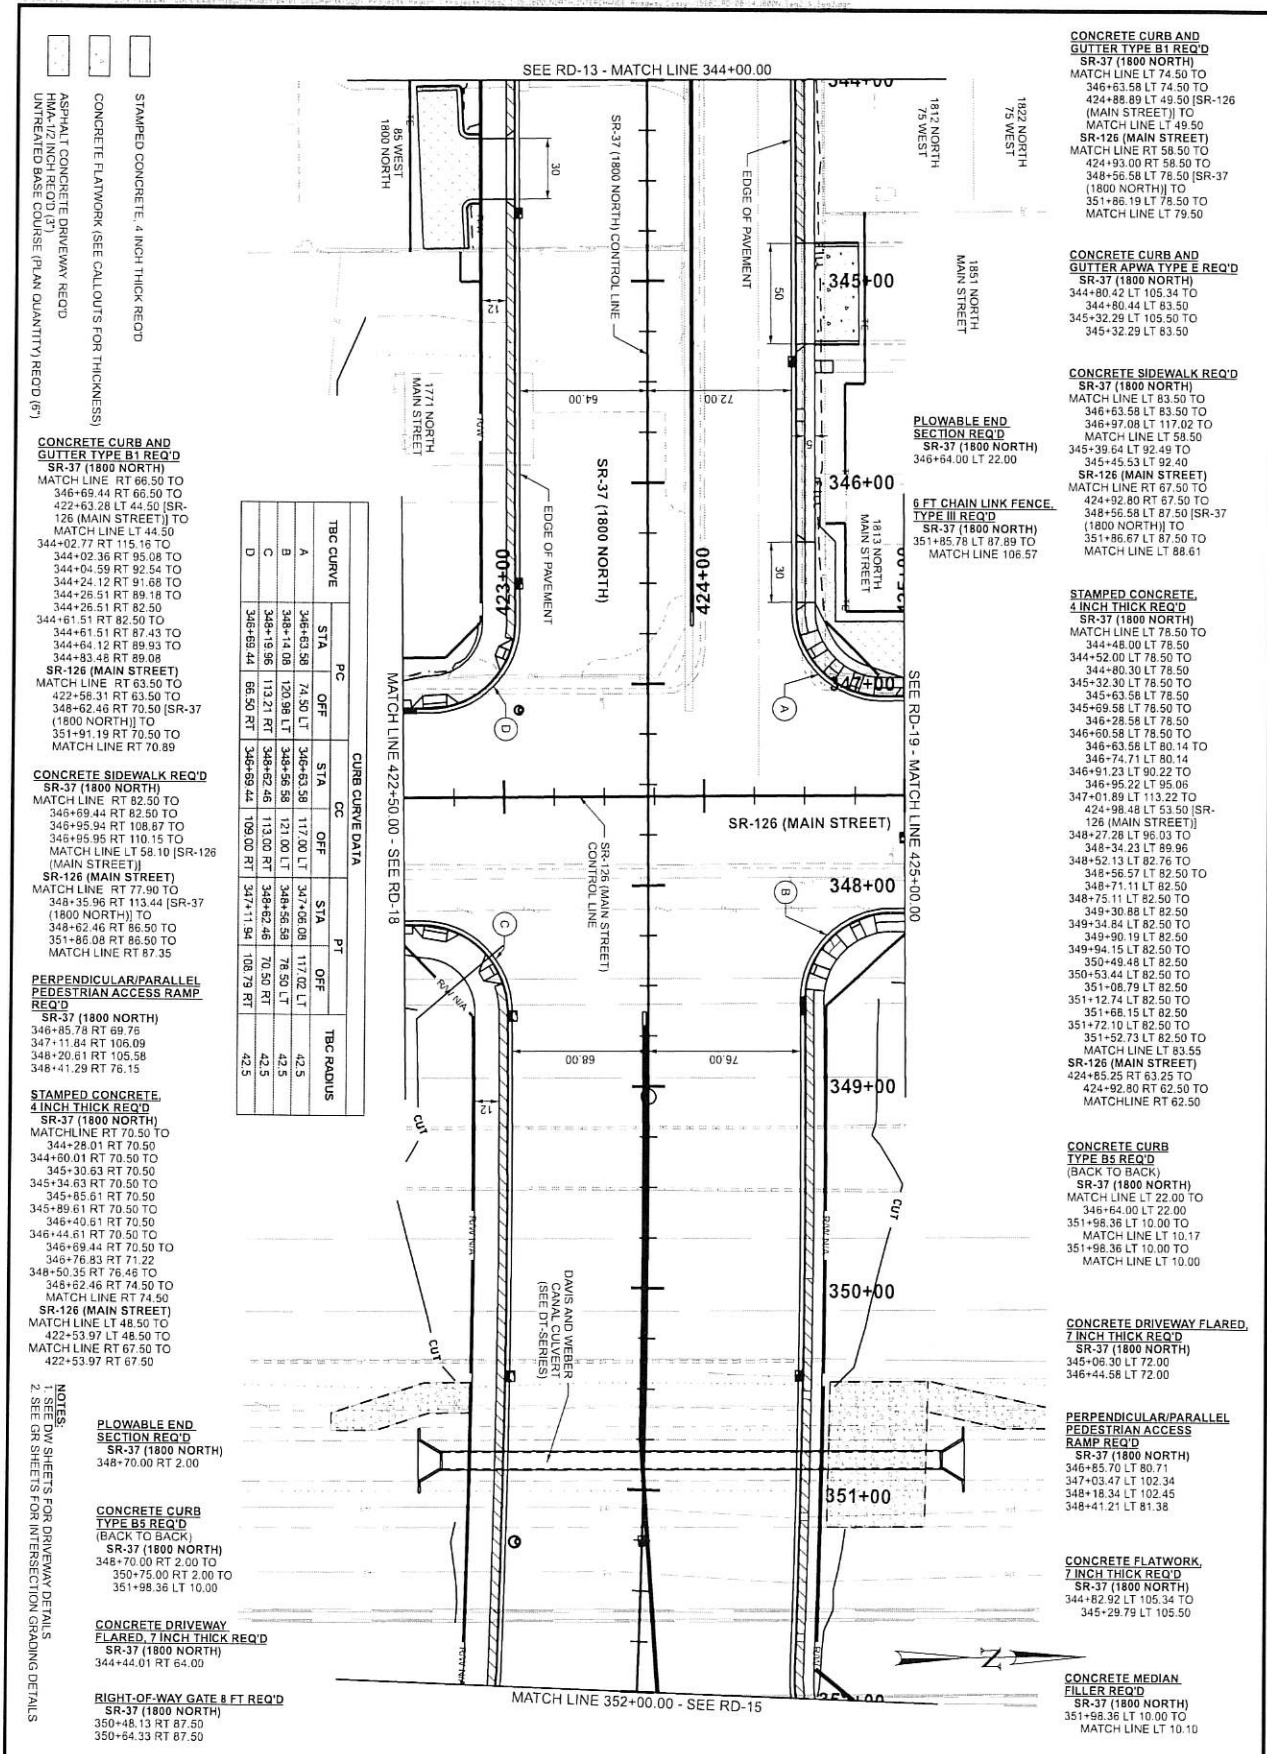 SEE RD-13 - MATCH LINE 344+00.00
STAMPED CONCRETE, 4 INCH THICK REQ'D
CONCRETE FLATWORK (SEE CALLOUTS FOR THICKNESS)
ASPHALT CONCRETE DRIVEWAY REQ'D
HMA-1/2 INCH REQ'D (3")
UNTREATED BASE COURSE (PLAN QUANTITY) REQ'D (6")
CONCRETE CURB AND
GUTTER TYPE B1 REQ'D
SR-37 (1800 NORTH)
MATCH LINE RT 66.50 TO
346+69.44 RT 66.50 TO
422+63.28 LT 44.50 [SR-
126 (MAIN STREET)] TO
MATCH LINE LT 44.50
344+02.77 RT 115.16 TO
344+02.36 RT 95.08 TO
344+04.59 RT 92.54 TO
344+24.12 RT 91.68 TO
344+26.51 RT 89.18 TO
344+26.51 RT 82.50
344+61.51 RT 82.50 TO
344+61.51 RT 87.43 TO
344+64.12 RT 89.93 TO
344+83.48 RT 89.08
SR-126 (MAIN STREET)
MATCH LINE RT 63.50 TO
422+58.31 RT 63.50 TO
348+62.46 RT 70.50 [SR-37
(1800 NORTH)] TO
351+91.19 RT 70.50 TO
MATCH LINE RT 70.89
CONCRETE SIDEWALK REQ'D
SR-37 (1800 NORTH)
MATCH LINE RT 82.50 TO
346+69.44 RT 82.50 TO
346+95.94 RT 108.67 TO
346+95.95 RT 110.15 TO
MATCH LINE LT 58.10 [SR-126
(MAIN STREET)]
SR-126 (MAIN STREET)
MATCH LINE RT 77.90 TO
348+35.96 RT 113.44 [SR-37
(1800 NORTH)] TO
348+62.46 RT 86.50 TO
351+86.08 RT 86.50 TO
MATCH LINE RT 87.35
PERPENDICULAR/PARALLEL
PEDESTRIAN ACCESS RAMP
REQ'D
SR-37 (1800 NORTH)
346+85.78 RT 69.76
347+11.84 RT 106.09
348+20.61 RT 105.58
348+41.29 RT 76.15
STAMPED CONCRETE,
4 INCH THICK REQ'D
SR-37 (1800 NORTH)
MATCHLINE RT 70.50 TO
344+28.01 RT 70.50
344+60.01 RT 70.50 TO
345+30.63 RT 70.50
345+34.63 RT 70.50 TO
345+85.61 RT 70.50
345+89.61 RT 70.50 TO
346+40.61 RT 70.50
346+44.61 RT 70.50 TO
346+69.44 RT 70.50 TO
346+76.83 RT 71.22
348+50.35 RT 76.46 TO
348+62.46 RT 74.50 TO
MATCH LINE RT 74.50
SR-126 (MAIN STREET)
MATCH LINE LT 48.50 TO
422+53.97 LT 48.50 TO
MATCH LINE RT 67.50 TO
422+53.97 RT 67.50
NOTES:
1. SEE DW SHEETS FOR DRIVEWAY DETAILS
2. SEE GR SHEETS FOR INTERSECTION GRADING DETAILS
PLOWABLE END
SECTION REQ'D
SR-37 (1800 NORTH)
348+70.00 RT 2.00
CONCRETE CURB
TYPE B5 REQ'D
(BACK TO BACK)
SR-37 (1800 NORTH)
348+70.00 RT 2.00 TO
350+75.00 RT 2.00 TO
351+98.36 LT 10.00
CONCRETE DRIVEWAY
FLARED, 7 INCH THICK REQ'D
SR-37 (1800 NORTH)
344+44.01 RT 64.00
RIGHT-OF-WAY GATE 8 FT REQ'D
SR-37 (1800 NORTH)
350+48.13 RT 87.50
350+64.33 RT 87.50
CURB CURVE DATA
TBC CURVE PC CC PT TBC RADIUS
STA OFF STA OFF STA OFF
A 346+63.58 74.50 LT 346+63.58 117.00 LT 347+06.08 117.02 LT 42.5
B 348+14.08 120.98 LT 348+56.58 121.00 LT 348+56.58 78.50 LT 42.5
C 348+19.96 113.21 RT 348+62.46 113.00 RT 348+62.46 70.50 RT 42.5
D 346+69.44 66.50 RT 346+69.44 109.00 RT 347+11.94 108.79 RT 42.5
85 WEST
1800 NORTH
TE
R/W
30
12
SR-37 (1800 NORTH) CONTROL LINE
EDGE OF PAVEMENT
1812 NORTH
75 WEST
1822 NORTH
75 WEST
344+00
345+00
50
TE
1851 NORTH
MAIN STREET
1771 NORTH
MAIN STREET
R/W
64.00
72.00
5
346+00
SR-37 (1800 NORTH)
EDGE OF PAVEMENT
423+00
424+00
30
1813 NORTH
MAIN STREET
347+00
A
D
MATCH LINE 422+50.00 - SEE RD-18
SEE RD-19 - MATCH LINE 425+00.00
SR-126 (MAIN STREET)
SR-126 (MAIN STREET)
CONTROL LINE
348+00
B
C
R/W N/A
68.00
76.00
349+00
12
CUT
CUT
R/W N/A
R/W N/A
350+00
DAVIS AND WEBER
CANAL CULVERT
(SEE DT-SERIES)
CUT
351+00
R/W N/A
Z
MATCH LINE 352+00.00 - SEE RD-15
CONCRETE CURB AND
GUTTER TYPE B1 REQ'D
SR-37 (1800 NORTH)
MATCH LINE LT 74.50 TO
346+63.58 LT 74.50 TO
424+88.89 LT 49.50 [SR-126
(MAIN STREET)] TO
MATCH LINE LT 49.50
SR-126 (MAIN STREET)
MATCH LINE RT 58.50 TO
424+93.00 RT 58.50 TO
348+56.58 LT 78.50 [SR-37
(1800 NORTH)] TO
351+86.19 LT 78.50 TO
MATCH LINE LT 79.50
CONCRETE CURB AND
GUTTER APWA TYPE E REQ'D
SR-37 (1800 NORTH)
344+80.42 LT 105.34 TO
344+80.44 LT 83.50
345+32.29 LT 105.50 TO
345+32.29 LT 83.50
CONCRETE SIDEWALK REQ'D
SR-37 (1800 NORTH)
MATCH LINE LT 83.50 TO
346+63.58 LT 83.50 TO
346+97.08 LT 117.02 TO
MATCH LINE LT 58.50
345+39.64 LT 92.49 TO
345+45.53 LT 92.40
SR-126 (MAIN STREET)
MATCH LINE RT 67.50 TO
424+92.80 RT 67.50 TO
348+56.58 LT 87.50 [SR-37
(1800 NORTH)] TO
351+86.67 LT 87.50 TO
MATCH LINE LT 88.61
PLOWABLE END
SECTION REQ'D
SR-37 (1800 NORTH)
346+64.00 LT 22.00
6 FT CHAIN LINK FENCE,
TYPE III REQ'D
SR-37 (1800 NORTH)
351+85.78 LT 87.89 TO
MATCH LINE 106.57
STAMPED CONCRETE,
4 INCH THICK REQ'D
SR-37 (1800 NORTH)
MATCH LINE LT 78.50 TO
344+48.00 LT 78.50
344+52.00 LT 78.50 TO
344+80.30 LT 78.50
345+32.30 LT 78.50 TO
345+63.58 LT 78.50
345+69.58 LT 78.50 TO
346+28.58 LT 78.50
346+60.58 LT 78.50 TO
346+63.58 LT 80.14 TO
346+74.71 LT 80.14
346+91.23 LT 90.22 TO
346+95.22 LT 95.06
347+01.89 LT 113.22 TO
424+98.48 LT 53.50 [SR-
126 (MAIN STREET)]
348+27.28 LT 96.03 TO
348+34.23 LT 89.96
348+52.13 LT 82.76 TO
348+56.57 LT 82.50 TO
348+71.11 LT 82.50
348+75.11 LT 82.50 TO
349+30.88 LT 82.50
349+34.84 LT 82.50 TO
349+90.19 LT 82.50
349+94.15 LT 82.50 TO
350+49.48 LT 82.50
350+53.44 LT 82.50 TO
351+08.79 LT 82.50
351+12.74 LT 82.50 TO
351+68.15 LT 82.50
351+72.10 LT 82.50 TO
351+52.73 LT 82.50 TO
MATCH LINE LT 83.55
SR-126 (MAIN STREET)
424+85.25 RT 63.25 TO
424+92.80 RT 62.50 TO
MATCHLINE RT 62.50
CONCRETE CURB
TYPE B5 REQ'D
(BACK TO BACK)
SR-37 (1800 NORTH)
MATCH LINE LT 22.00 TO
346+64.00 LT 22.00
351+98.36 LT 10.00 TO
MATCH LINE LT 10.17
351+98.36 LT 10.00 TO
MATCH LINE LT 10.00
CONCRETE DRIVEWAY FLARED,
7 INCH THICK REQ'D
SR-37 (1800 NORTH)
345+06.30 LT 72.00
346+44.58 LT 72.00
PERPENDICULAR/PARALLEL
PEDESTRIAN ACCESS
RAMP REQ'D
SR-37 (1800 NORTH)
346+85.70 LT 80.71
347+03.47 LT 102.34
348+18.34 LT 102.45
348+41.21 LT 81.38
CONCRETE FLATWORK,
7 INCH THICK REQ'D
SR-37 (1800 NORTH)
344+82.92 LT 105.34 TO
345+29.79 LT 105.50
CONCRETE MEDIAN
FILLER REQ'D
SR-37 (1800 NORTH)
351+98.36 LT 10.00 TO
MATCH LINE LT 10.10